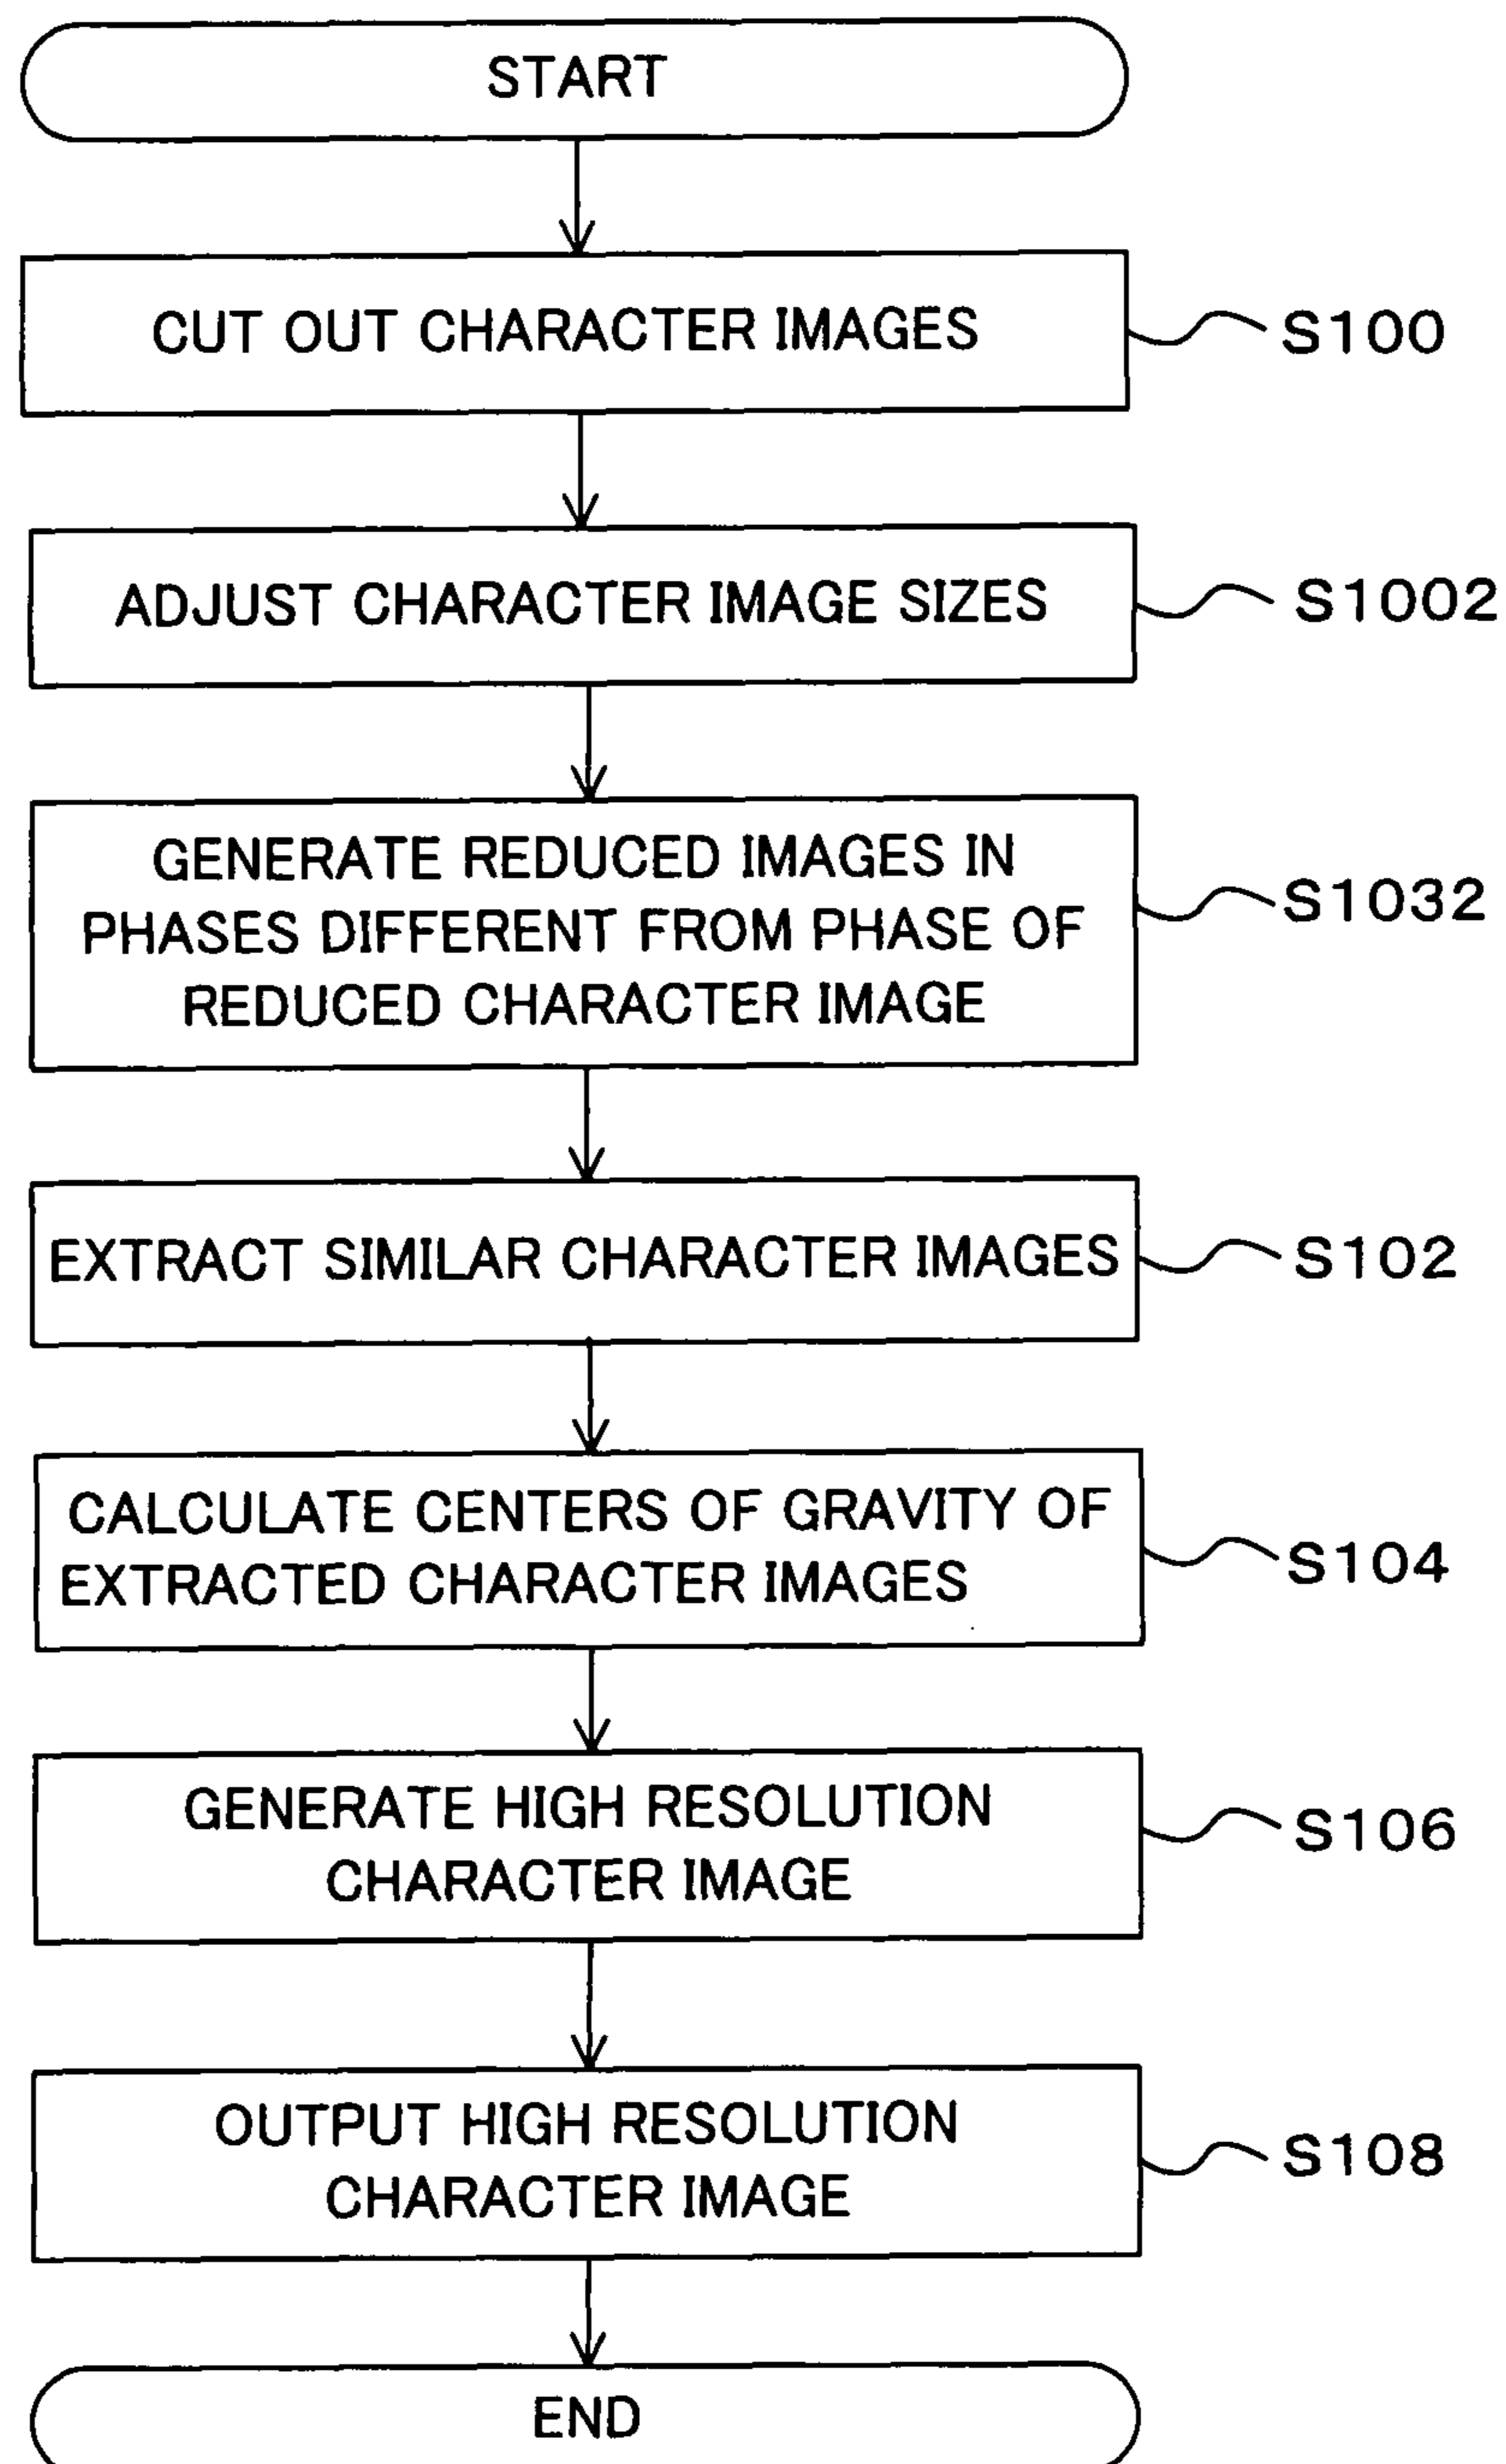 START
CUT OUT CHARACTER IMAGES
S100
ADJUST CHARACTER IMAGE SIZES
S1002
GENERATE REDUCED IMAGES IN
PHASES DIFFERENT FROM PHASE OF
REDUCED CHARACTER IMAGE
S1032
EXTRACT SIMILAR CHARACTER IMAGES
S102
CALCULATE CENTERS OF GRAVITY OF
EXTRACTED CHARACTER IMAGES
S104
GENERATE HIGH RESOLUTION
CHARACTER IMAGE
S106
OUTPUT HIGH RESOLUTION
CHARACTER IMAGE
S108
END